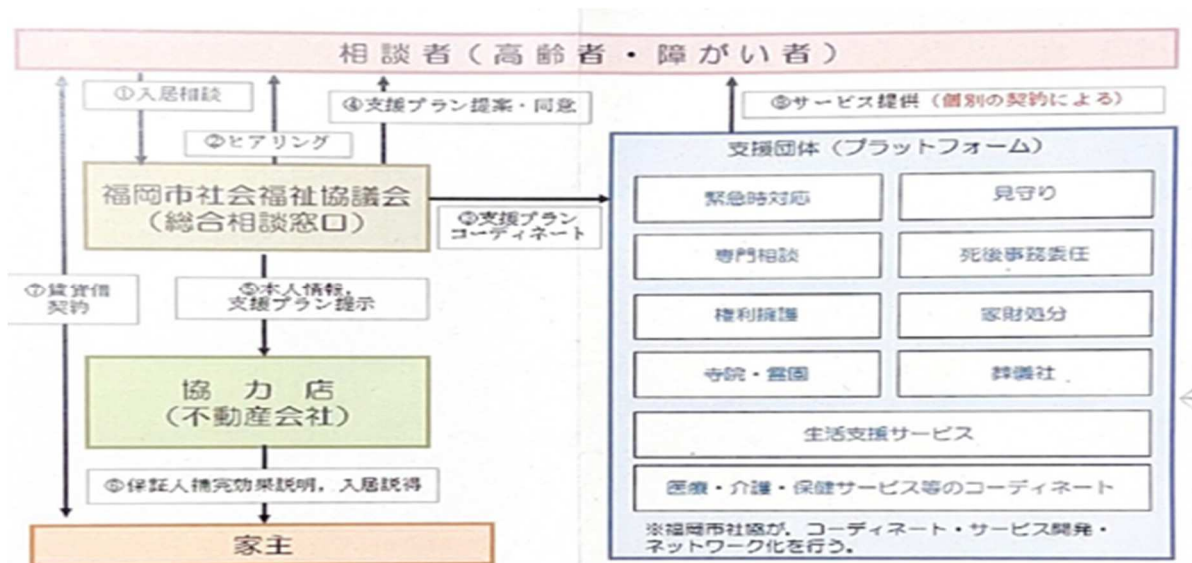 相談者(高齢者・障がい者)
①入居相談
②ヒアリング
④支援プラン提案・同意
サービス提供(個別の契約による)
福岡市社会福祉協議会
(総合相談窓口)
③支援プラン
コーディネート
⑦賃貸借
契約
⑤本人情報,
支援プラン提示
協力店
(不動産会社)
⑥保証人補完効果説明,入居説得
家主
支援団体(プラットフォーム)
緊急時対応
見守り
専門相談
死後事務委任
権利擁護
家財処分
寺院・霊園
葬儀社
生活支援サービス
医療・介護・保健サービス等のコーディネート
※福岡市社協が,コーディネート・サービス開発・
ネットワーク化を行う。